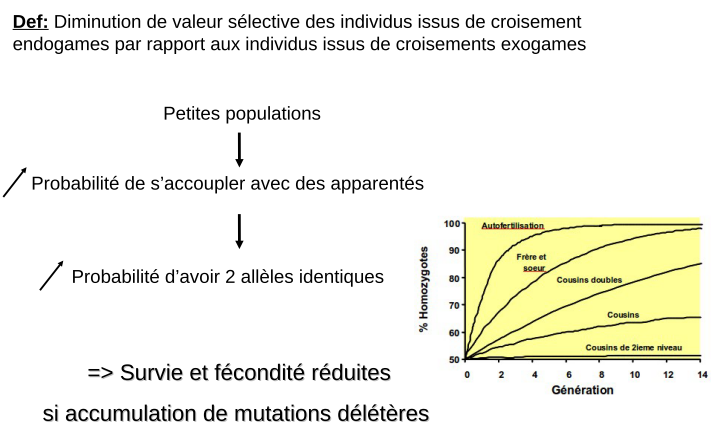 Def: Diminution de valeur sélective des individus issus de croisement
endogames par rapport aux individus issus de croisements exogames
Petites populations
Probabilité de s'accoupler avec des apparentés
Probabilité d'avoir 2 allèles identiques
=> Survie et fécondité réduites
si accumulation de mutations délétères
% Homozygotes
100
90
80
70
60
50
Autofertilisation
Frère et
soeur
Cousins doubles
Cousins
Cousins de 2ieme niveau
0 2 4 6 8 10 12 14
Génération